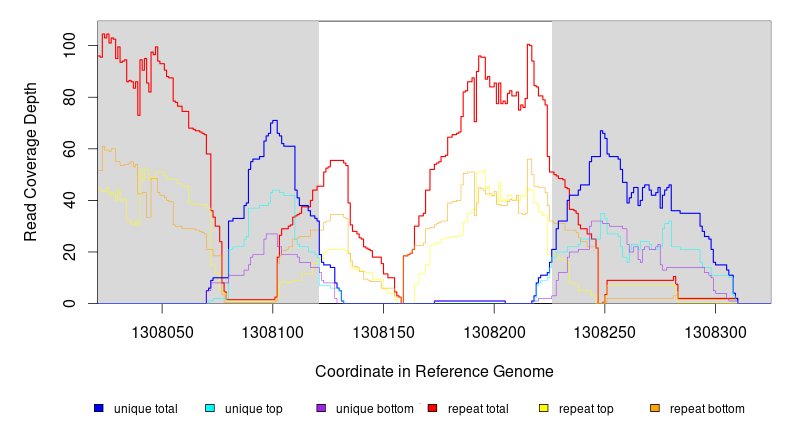 Read Coverage Depth
100
80
60
40
20
0
1308050 1308100 1308150 1308200 1308250 1308300
Coordinate in Reference Genome
unique total unique top unique bottom repeat total repeat top repeat bottom